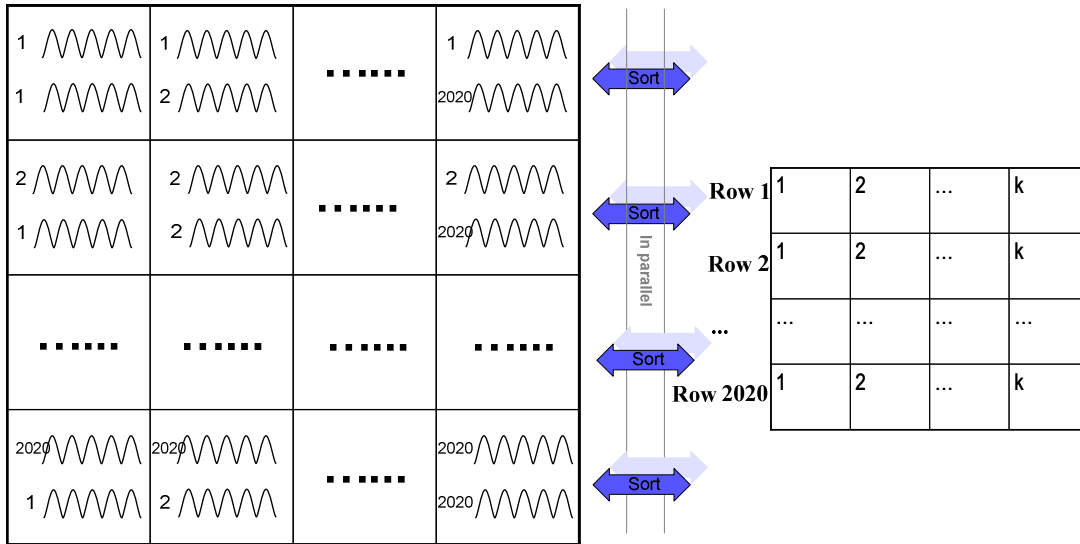 1 1 ....... 1
1 2 2020
Sort
2 2 ....... 2
1 2 2020
Sort
In parallel
...... ...... ...... ......
Sort
2020 2020 ....... 2020
1 2 2020
Sort
Row 1 1 2 ... k
Row 2 1 2 ... k
... ... ... ... ...
Row 2020 1 2 ... k